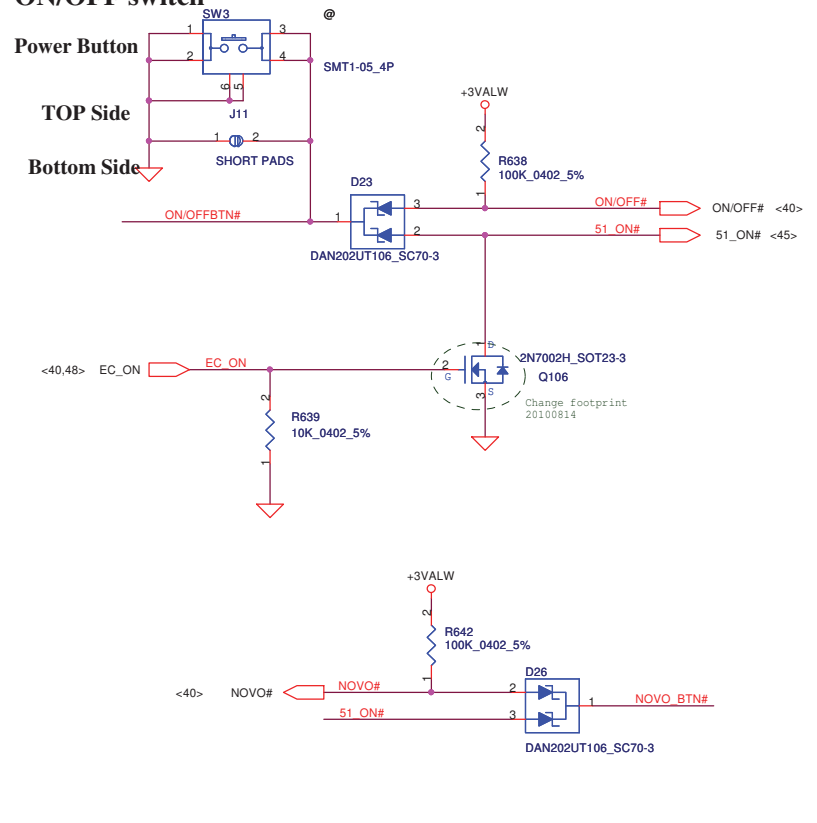 ON/OFF switch
SW3
@
1
3
Power Button
2
4
SMT1-05_4P
6
5
+3VALW
TOP Side
J11
2
1
2
R638
100K_0402_5%
Bottom Side
SHORT PADS
D23
1
3
ON/OFF#
ON/OFF# <40>
ON/OFFBTN#
1
2
51_ON#
51_ON# <45>
DAN202UT106_SC70-3
1
D
2N7002H_SOT23-3
<40,48> EC_ON
EC_ON
2
G
Q106
3
S
2
Change footprint
20100814
R639
10K_0402_5%
1
+3VALW
2
R642
100K_0402_5%
1
D26
<40> NOVO#
NOVO#
2
1
NOVO_BTN#
51_ON#
3
DAN202UT106_SC70-3